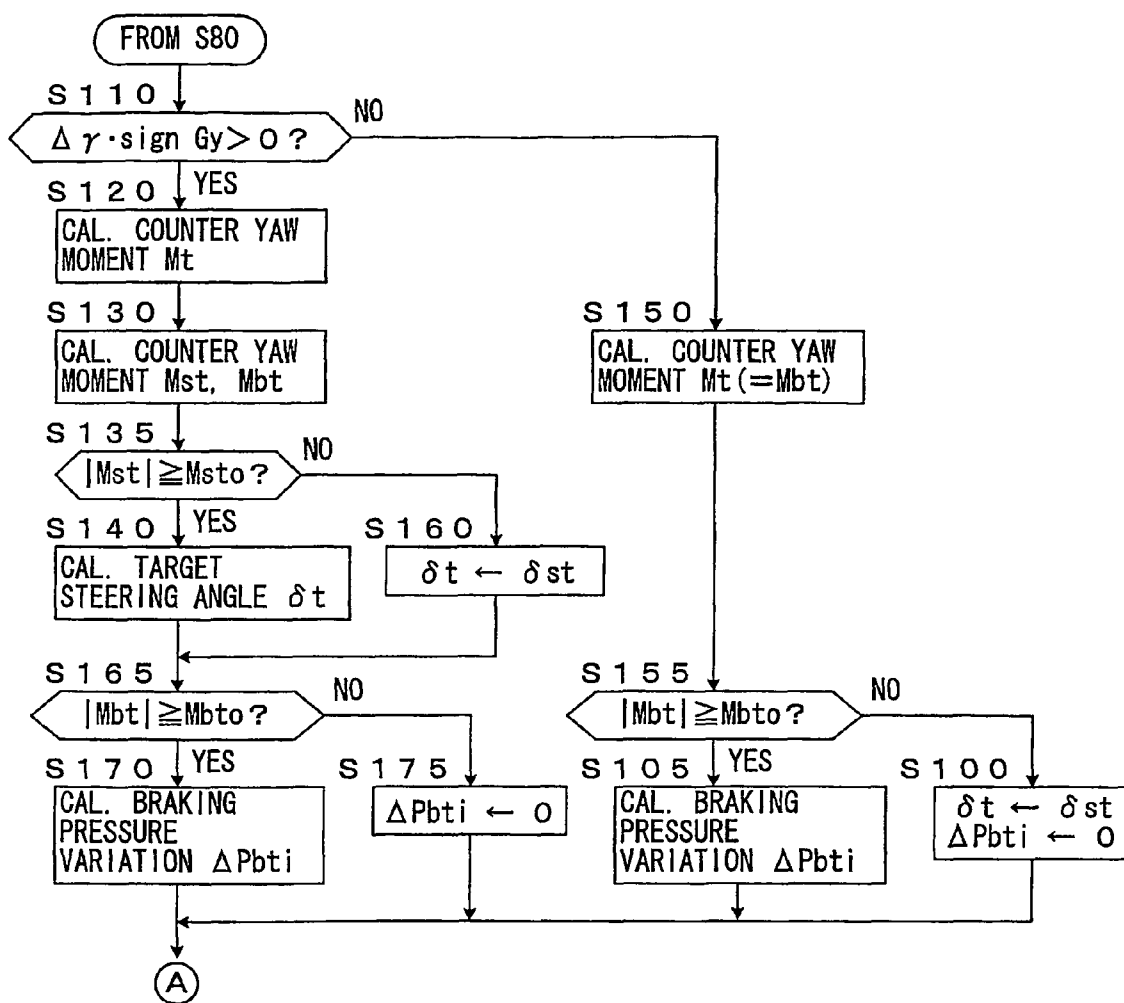 FROM S80
S110
Δγ·sign Gy>0?
NO
YES
S120
CAL. COUNTER YAW
MOMENT Mt
S130
CAL. COUNTER YAW
MOMENT Mst, Mbt
S150
CAL. COUNTER YAW
MOMENT Mt(=Mbt)
S135
|Mst|≧Msto?
NO
YES
S140
CAL. TARGET
STEERING ANGLE δt
S160
δt ← δst
S165
|Mbt|≧Mbto?
NO
YES
S155
|Mbt|≧Mbto?
NO
YES
S170
CAL. BRAKING
PRESSURE
VARIATION ΔPbti
S175
ΔPbti ← 0
S105
CAL. BRAKING
PRESSURE
VARIATION ΔPbti
S100
δt ← δst
ΔPbti ← 0
A